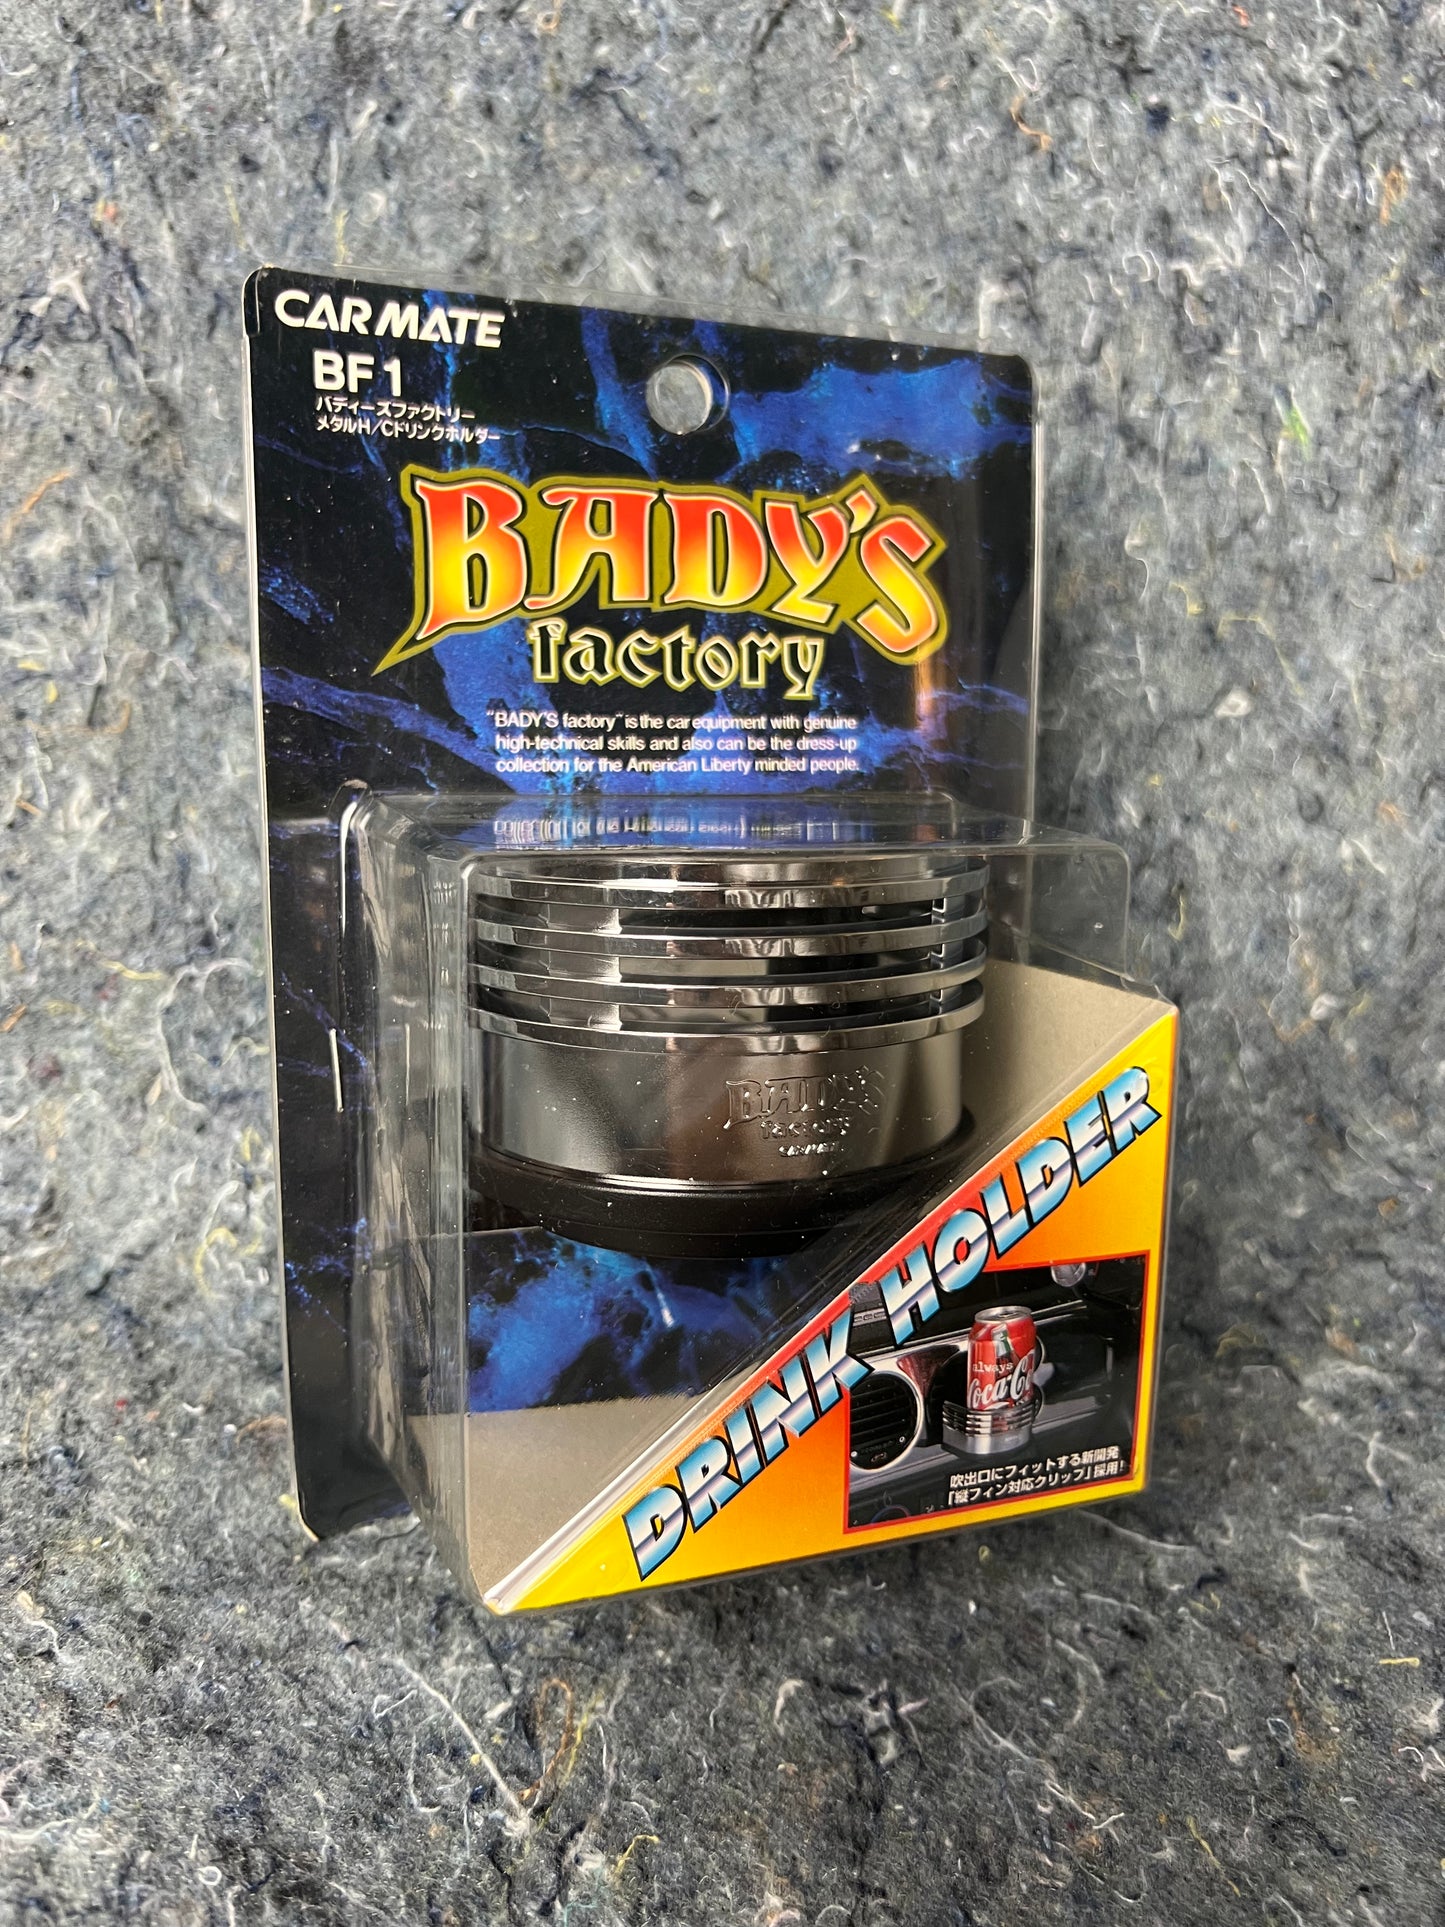 CAR MATE
BF 1
バディーズファクトリー
メタルH/Cドリンクホルダー
BADY'S
factory
"BADY'S factory" is the car equipment with genuine
high-technical skills and also can be the dress-up
collection for the American Liberty minded people.
BADY'S
factory
CARMATE
DRINK HOLDER
always
Coca-Co
吹出口にフィットする新開発
「縦フィン対応クリップ」採用!